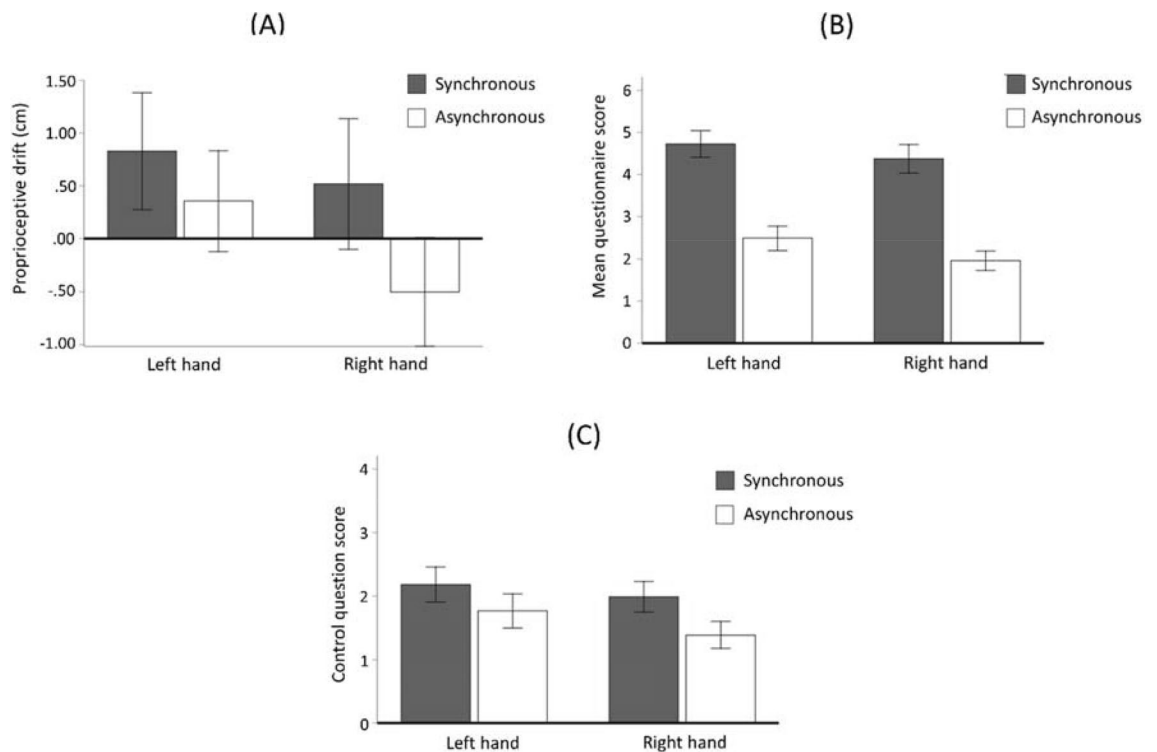 (A)
Proprioceptive drift (cm)
1.50
1.00
.50
.00
-.50
-1.00
Synchronous
Asynchronous
Left hand
Right hand
(B)
Mean questionnaire score
6
5
4
3
2
1
0
Synchronous
Asynchronous
Left hand
Right hand
(C)
Control question score
4
3
2
1
0
Synchronous
Asynchronous
Left hand
Right hand